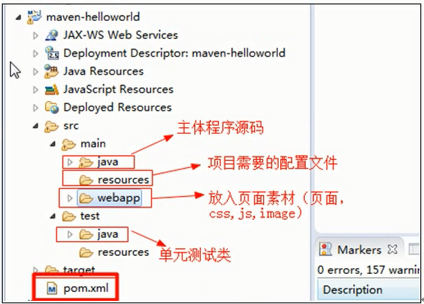 maven-helloworld
JAX-WS Web Services
Deployment Descriptor: maven-helloworld
Java Resources
JavaScript Resources
Deployed Resources
src
主体程序源码
main
java
项目需要的配置文件
resources
webapp
放入页面素材（页面，
css,js,image）
test
java
单元测试类
resources
target
pom.xml
Markers
0 errors, 157 warnin
Description